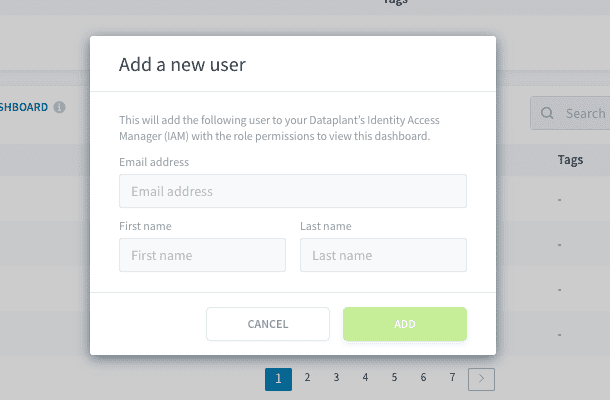 Tags
Add a new user
SHBOARD
Search
This will add the following user to your Dataplant's Identity Access
Manager (IAM) with the role permissions to view this dashboard.
Email address
Email address
Tags
First name
Last name
First name
Last name
CANCEL
ADD
1 2 3 4 5 6 7